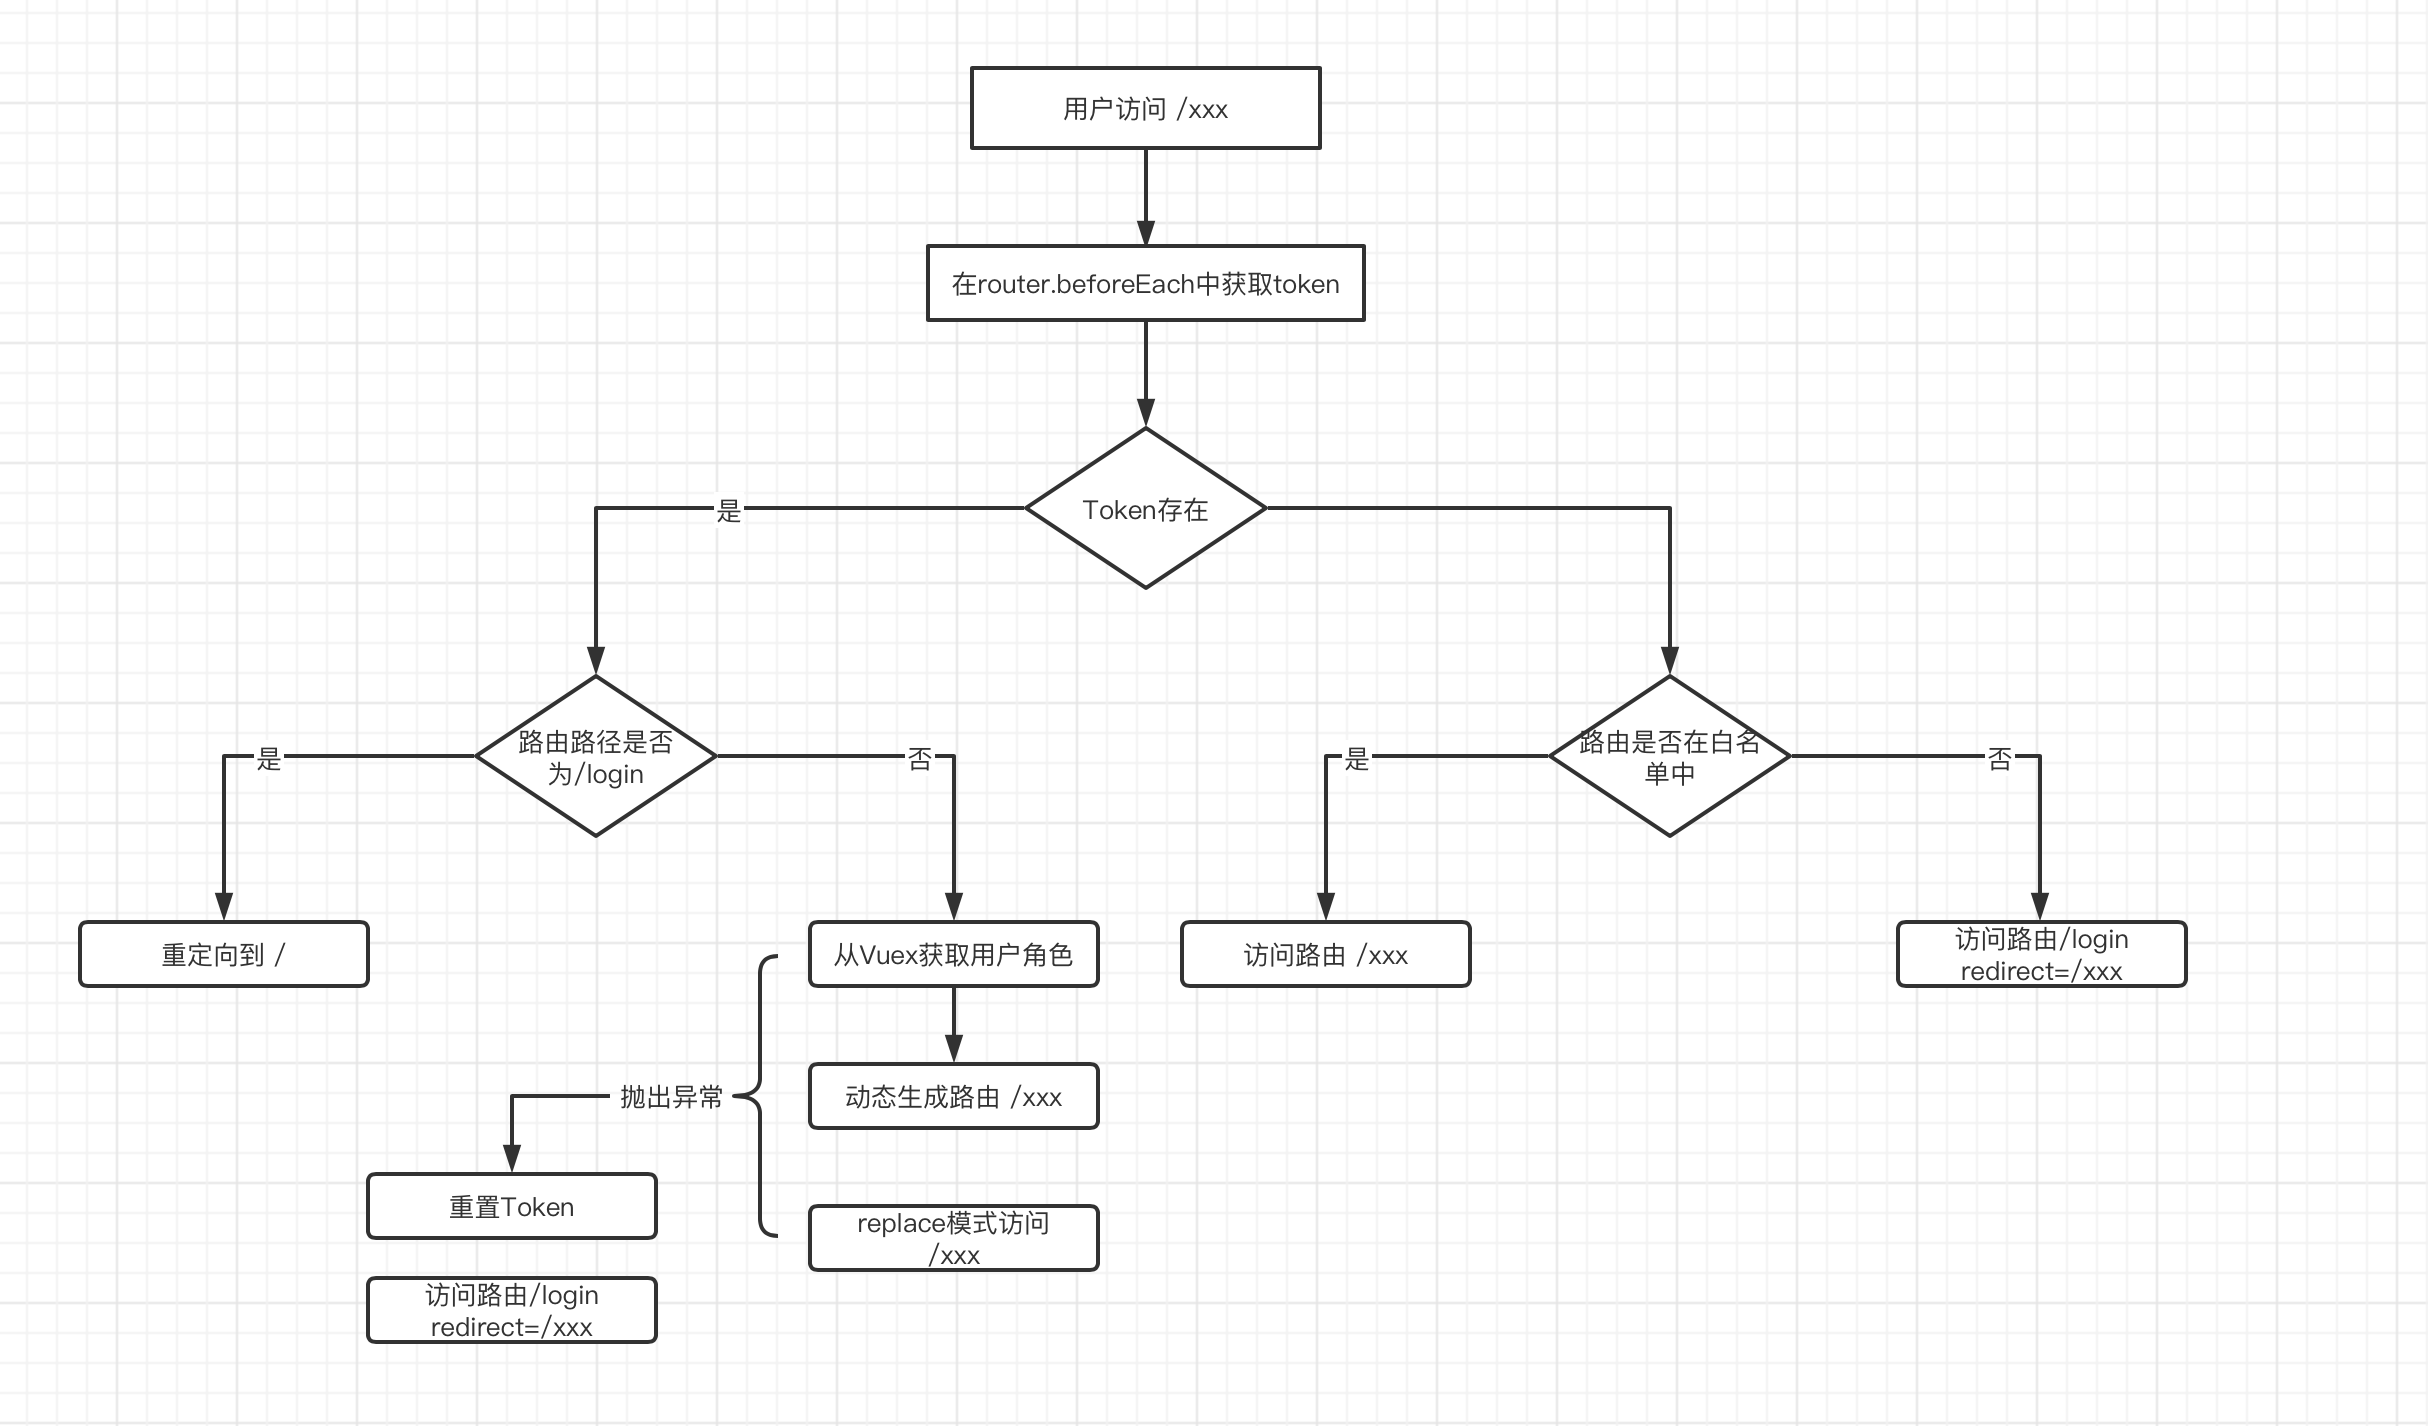 用户访问 /xxx
在router.beforeEach中获取token
Token存在
是
路由路径是否
为/login
路由是否在白名
单中
是
否
是
否
重定向到 /
从Vuex获取用户角色
访问路由 /xxx
访问路由/login
redirect=/xxx
抛出异常
动态生成路由 /xxx
重置Token
replace模式访问
/xxx
访问路由/login
redirect=/xxx